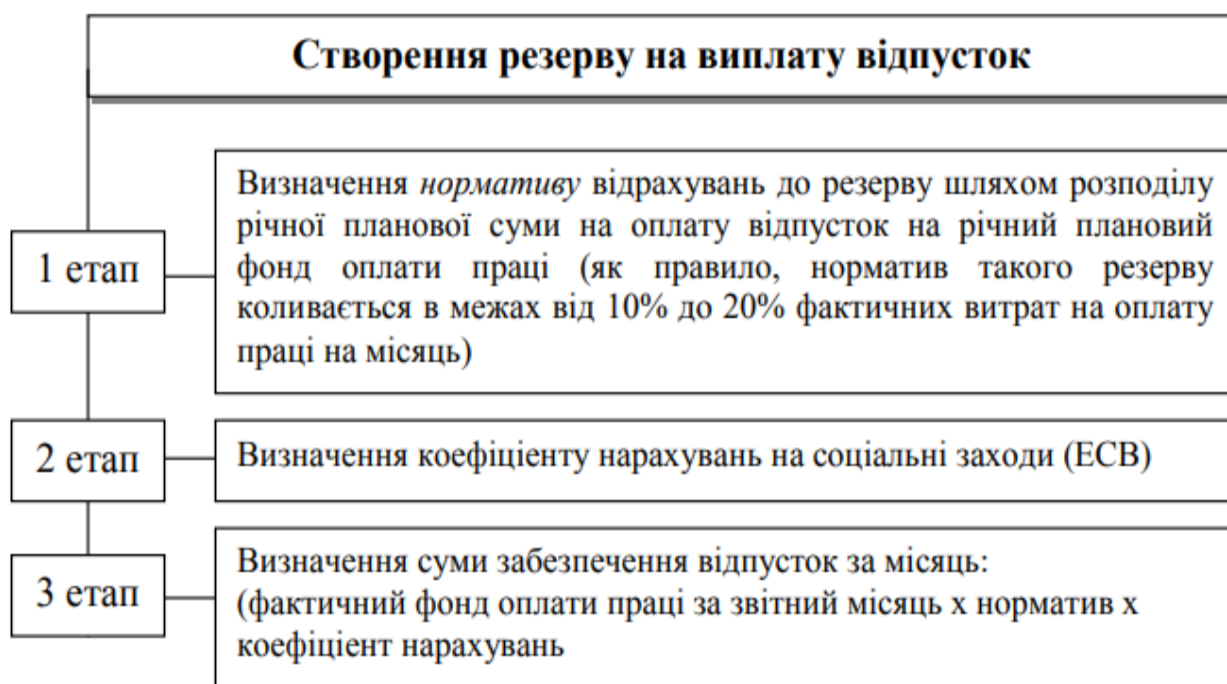 Створення резерву на виплату відпусток
1 етап
Визначення нормативу відрахувань до резерву шляхом розподілу
річної планової суми на оплату відпусток на річний плановий
фонд оплати праці (як правило, норматив такого резерву
коливається в межах від 10% до 20% фактичних витрат на оплату
праці на місяць)
2 етап
Визначення коефіцієнту нарахувань на соціальні заходи (ЕСВ)
3 етап
Визначення суми забезпечення відпусток за місяць:
(фактичний фонд оплати праці за звітний місяць х норматив х
коефіцієнт нарахувань